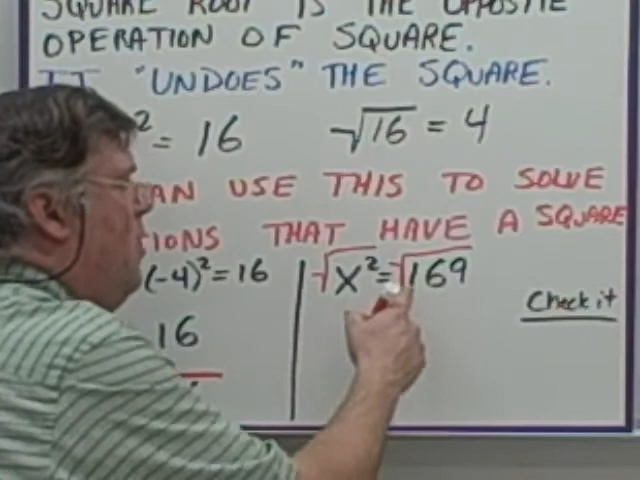 SQUARE ROOT IS THE OPPOSITE
OPERATION OF SQUARE.
IT "UNDOES" THE SQUARE.
² = 16 √16 = 4
AN USE THIS TO SOLVE
IONS THAT HAVE A SQUARE
(-4)² = 16 √x² = √169
16
Check it